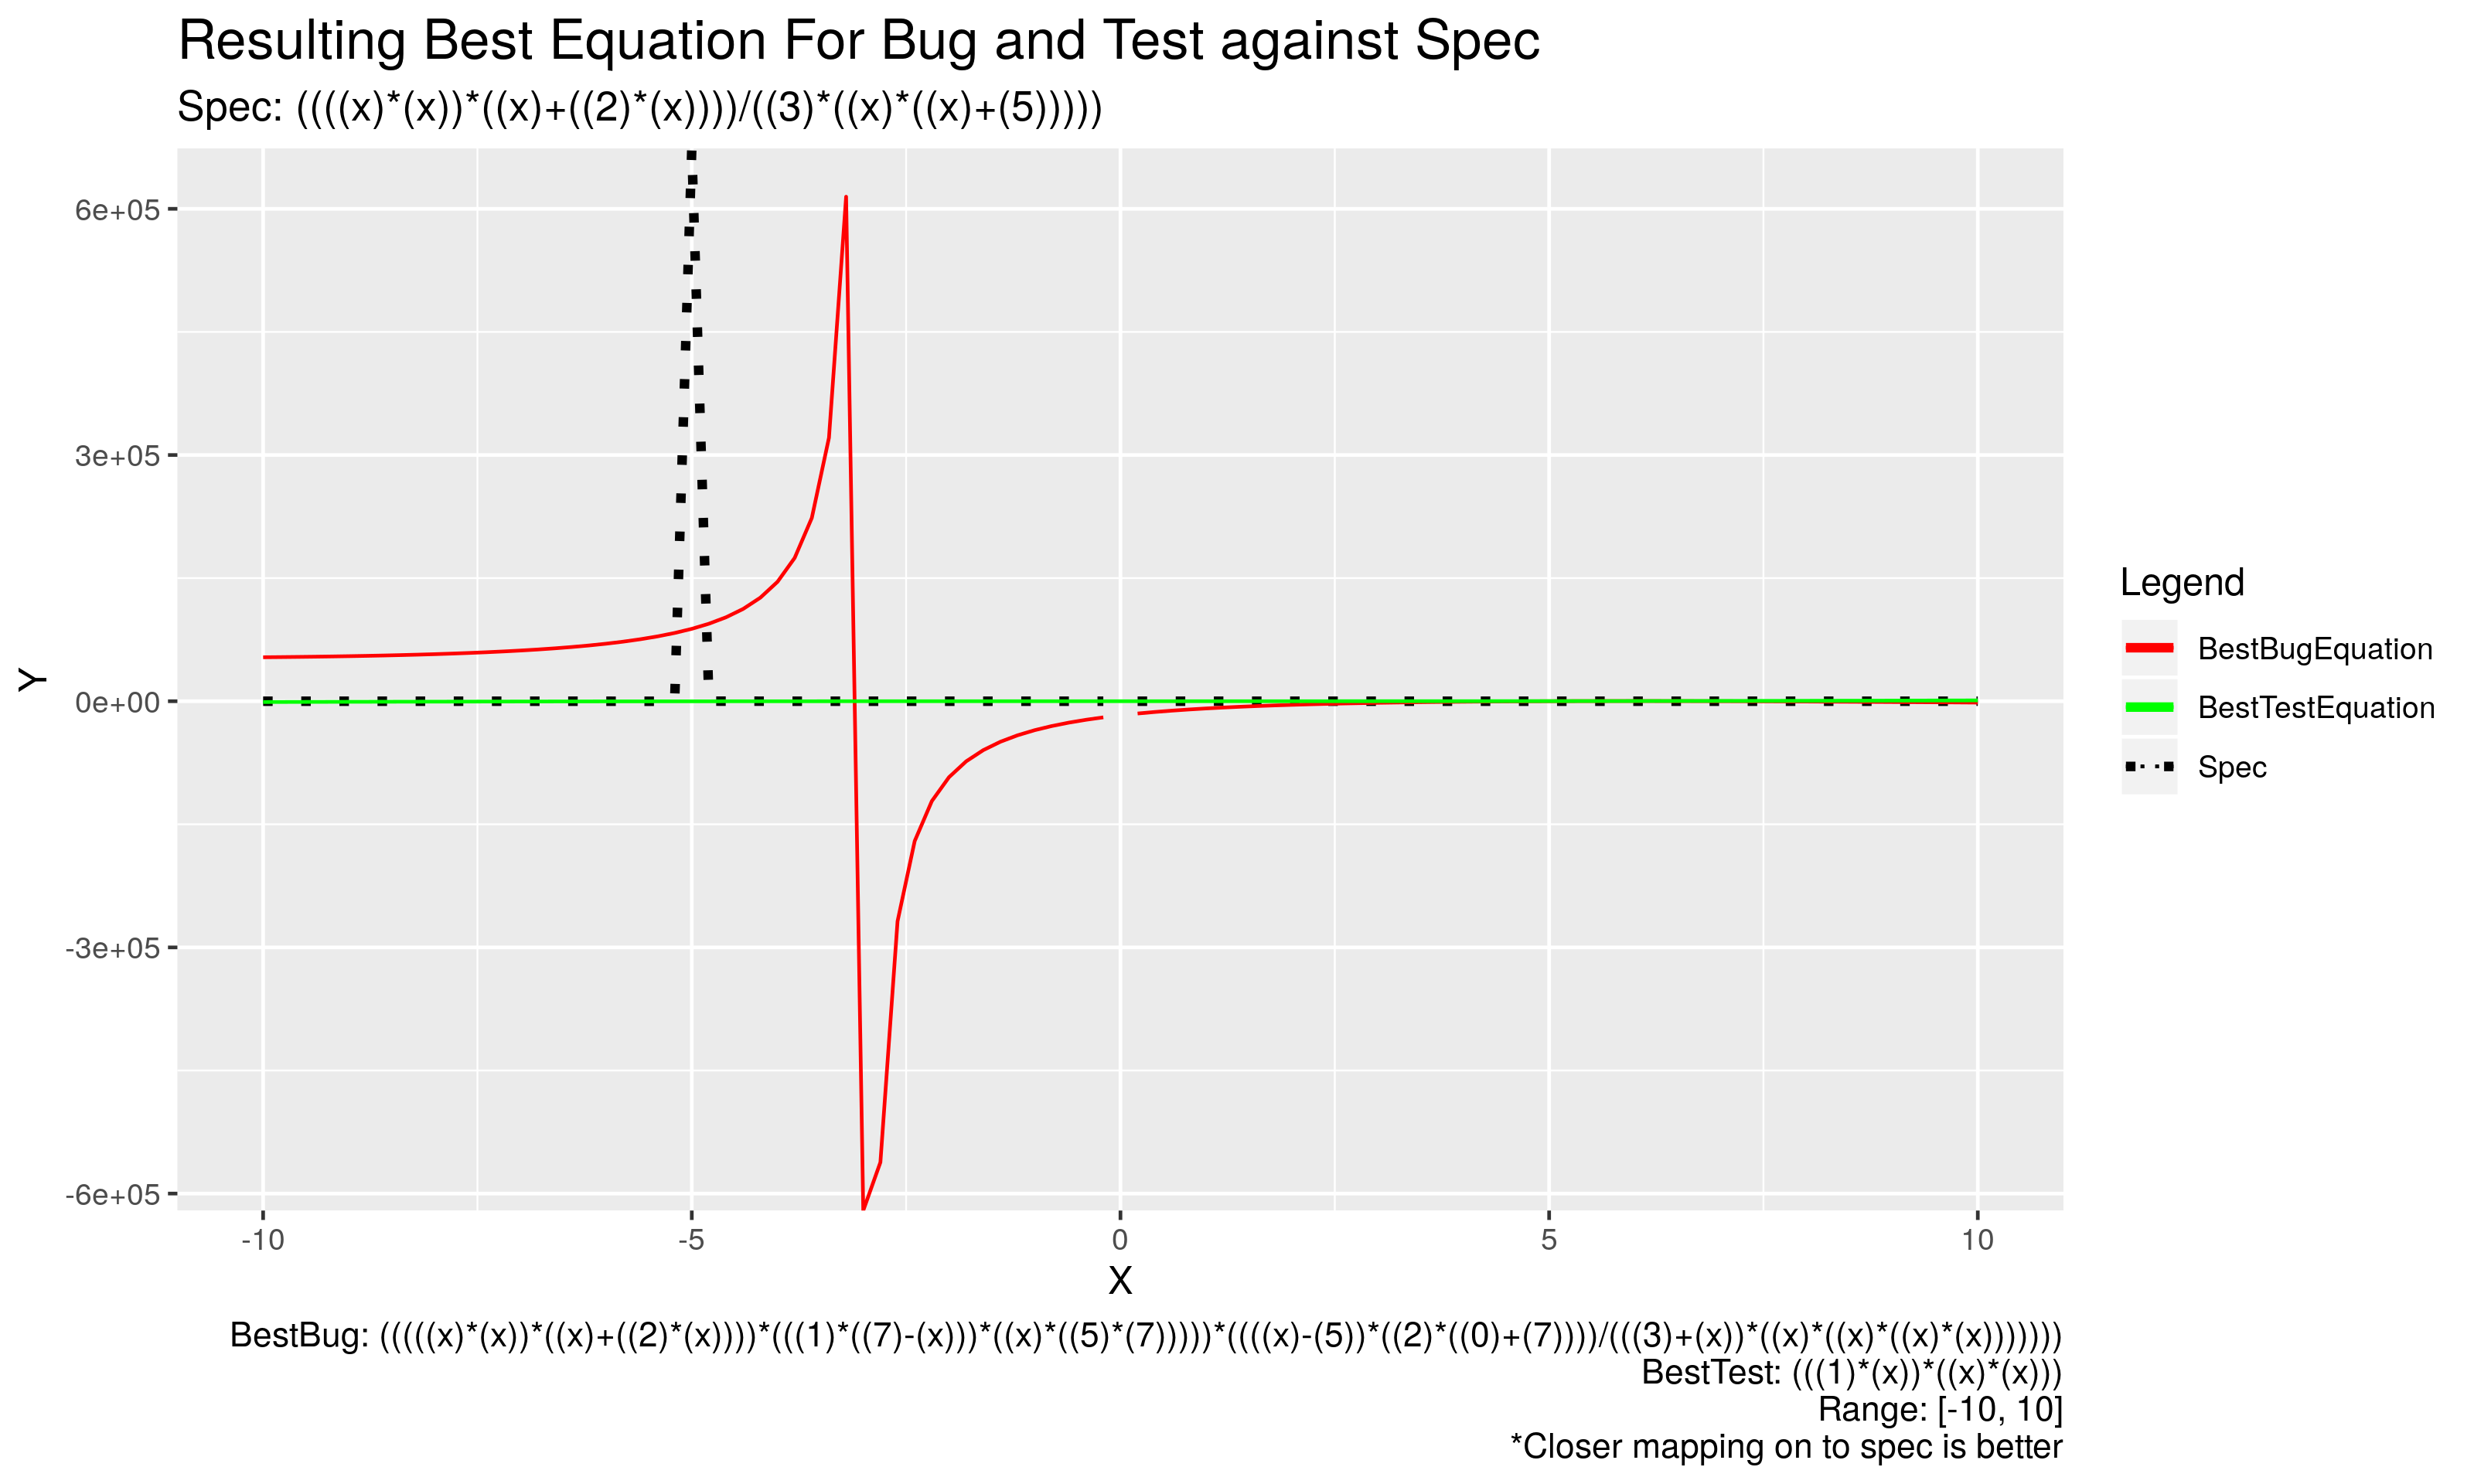 Resulting Best Equation For Bug and Test against Spec
Spec: ((((x)*(x))*((x)+((2)*(x))))/((3)*((x)*((x)+(5)))))
6e+05
3e+05
0e+00
-3e+05
-6e+05
Y
-10
-5
0
5
10
X
Legend
BestBugEquation
BestTestEquation
Spec
BestBug: (((((x)*(x))*((x)+((2)*(x))))*(((1)*((7)-(x)))*((x)*((5)*(7)))))*((((x)-(5))*((2)*((0)+(7))))/(((3)+(x))*((x)*((x)*((x)*(x)))))))
BestTest: (((1)*(x))*((x)*(x)))
Range: [-10, 10]
*Closer mapping on to spec is better